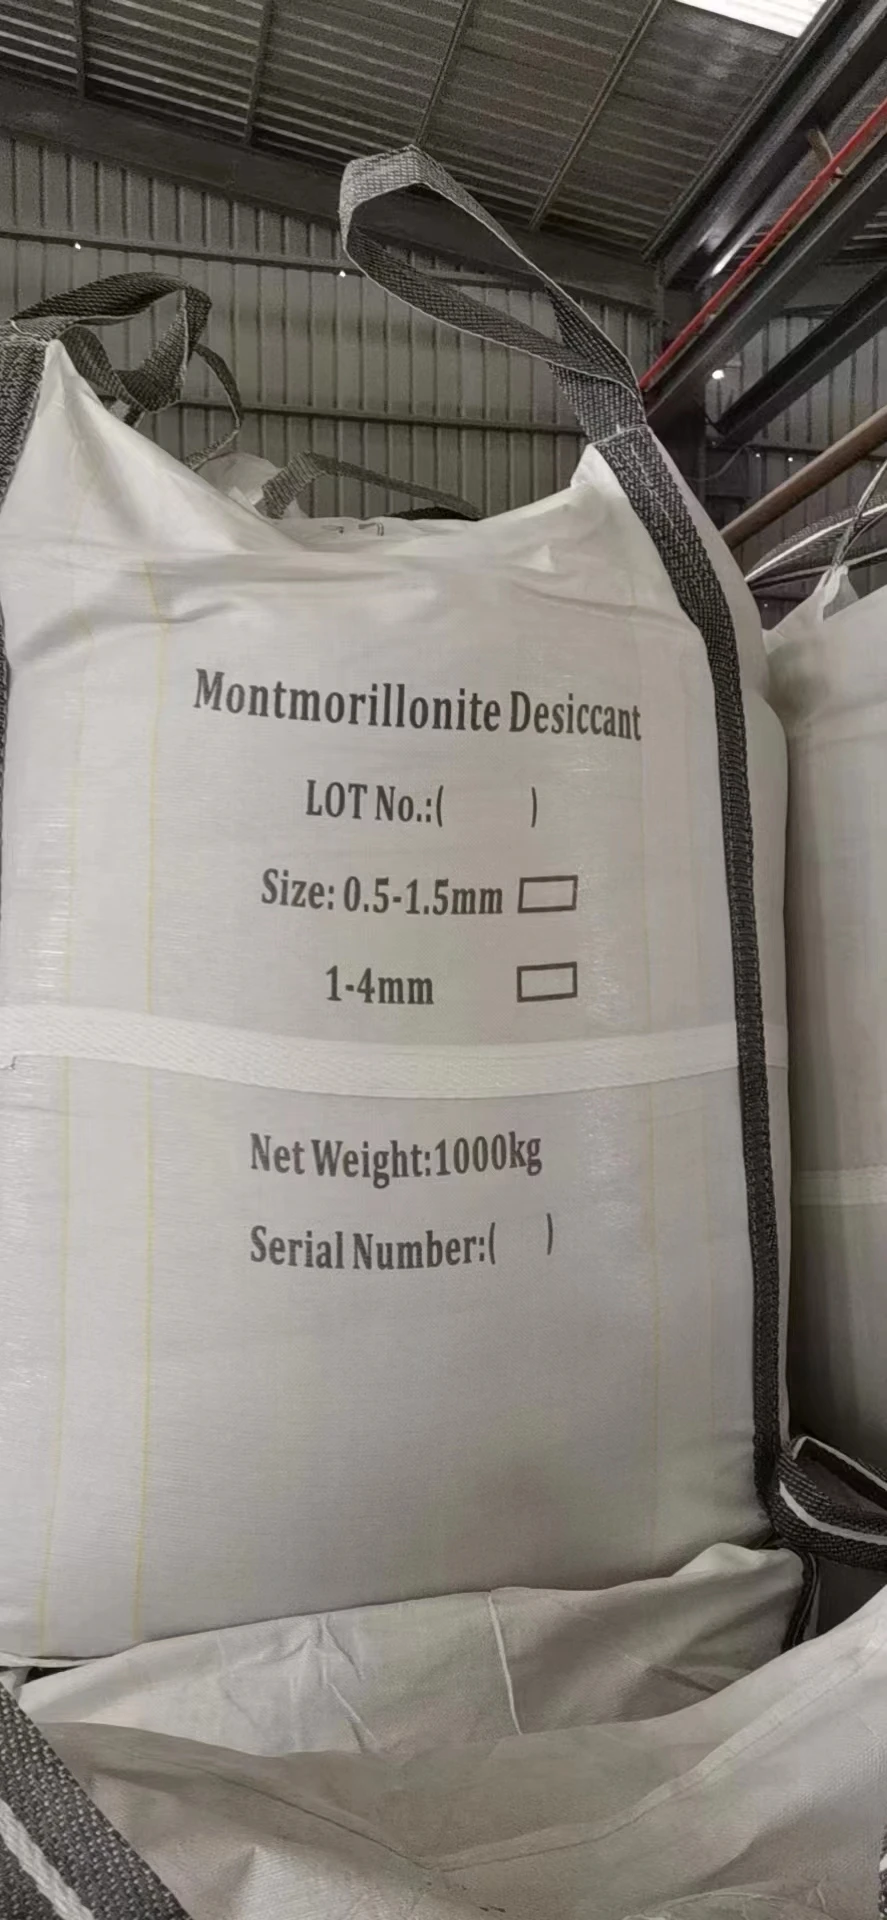 Montmorillonite Desiccant
LOT No.:( )
Size: 0.5-1.5mm
1-4mm
Net Weight:1000kg
Serial Number:( )